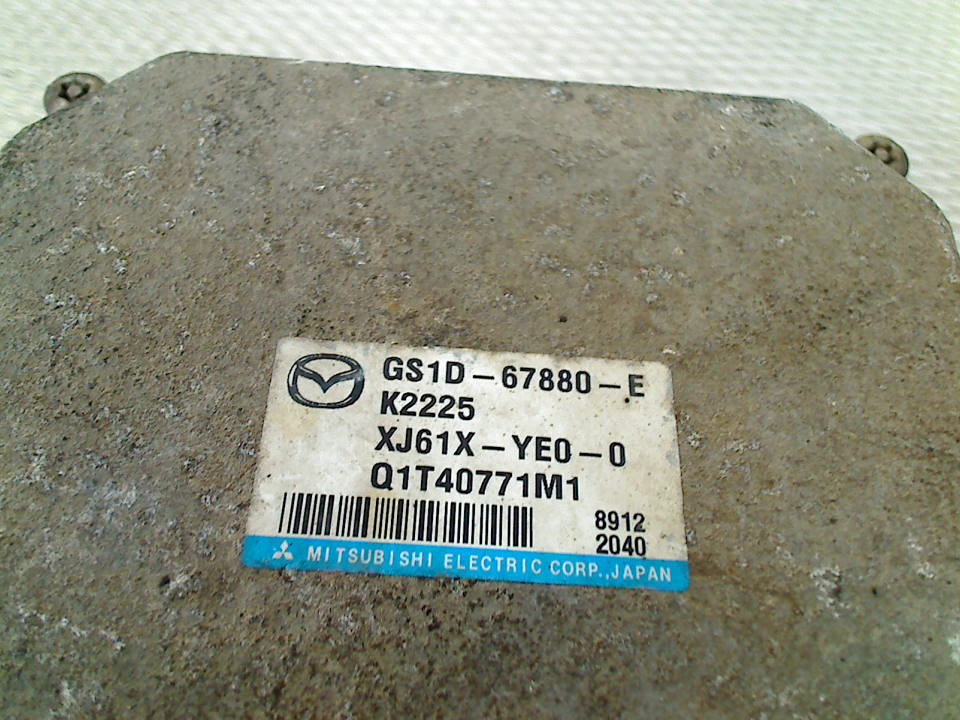 GS1D-67880-E
K2225
XJ61X-YE0-0
Q1T40771M1
8912
2040
MITSUBISHI ELECTRIC CORP.,JAPAN